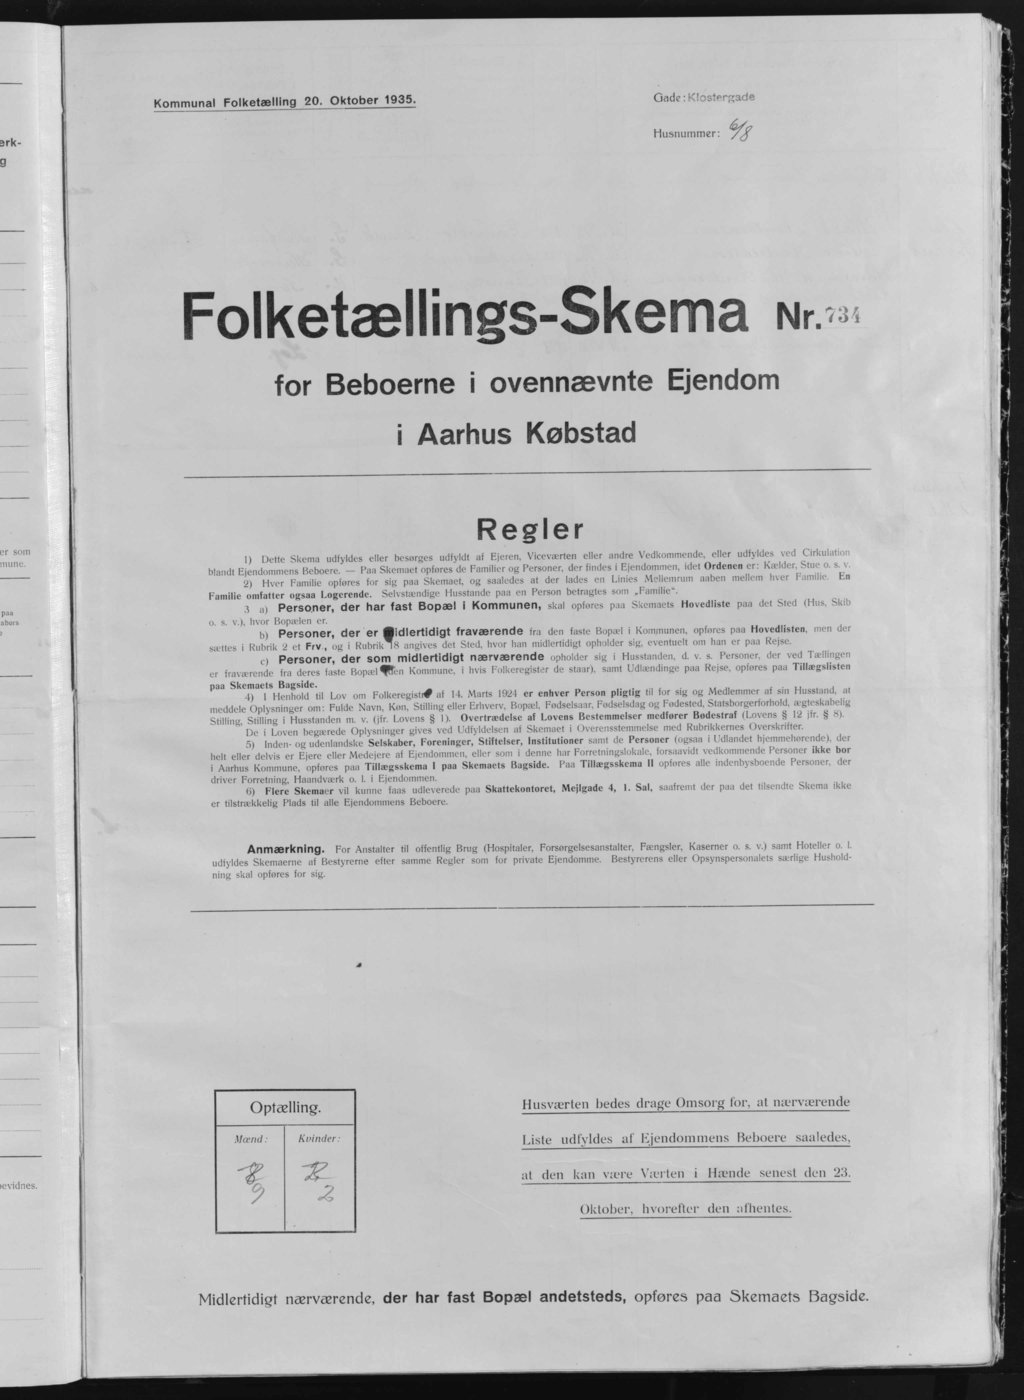 Kommunal Folketælling 20. Oktober 1935.
Gade: Klostergade
Husnummer: 6/8
erk-
g
Folketællings-Skema Nr. 734
for Beboerne i ovennævnte Ejendom
i Aarhus Købstad
Regler
1) Dette Skema udfyldes eller besørges udfyldt af Ejeren, Viceværten eller andre Vedkommende, eller udfyldes ved Cirkulation
blandt Ejendommens Beboere. — Paa Skemaet opføres de Familier og Personer, der findes i Ejendommen, idet Ordenen er: Kælder, Stue o. s. v.
2) Hver Familie opføres for sig paa Skemaet, og saaledes at der lades en Linies Mellemrum aaben mellem hver Familie. En
Familie omfatter ogsaa Logerende. Selvstændige Husstande paa en Person betragtes som „Familie“.
3 a) Personer, der har fast Bopæl i Kommunen, skal opføres paa Skemaets Hovedliste paa det Sted (Hus, Skib
o. s. v.), hvor Bopælen er.
b) Personer, der er midlertidigt fraværende fra den faste Bopæl i Kommunen, opføres paa Hovedlisten, men der
sættes i Rubrik 2 et Frv., og i Rubrik 18 angives det Sted, hvor han midlertidigt opholder sig, eventuelt om han er paa Rejse.
c) Personer, der som midlertidigt nærværende opholder sig i Husstanden, d. v. s. Personer, der ved Tællingen
er fraværende fra deres faste Bopæl (den Kommune, i hvis Folkeregister de staar), samt Udlændinge paa Rejse, opføres paa Tillægslisten
paa Skemaets Bagside.
4) I Henhold til Lov om Folkeregistre af 14. Marts 1924 er enhver Person pligtig til for sig og Medlemmer af sin Husstand, at
meddele Oplysninger om: Fulde Navn, Køn, Stilling eller Erhverv, Bopæl, Fødselsaar, Fødselsdag og Fødested, Statsborgerforhold, ægteskabelig
Stilling, Stilling i Husstanden m. v. (jfr. Lovens § 1). Overtrædelse af Lovens Bestemmelser medfører Bødestraf (Lovens § 12 jfr. § 8).
De i Loven begærede Oplysninger gives ved Udfyldelsen af Skemaet i Overensstemmelse med Rubrikkernes Overskrifter.
5) Inden- og udenlandske Selskaber, Foreninger, Stiftelser, Institutioner samt de Personer (ogsaa i Udlandet hjemmehørende), der
helt eller delvis er Ejere eller Medejere af Ejendommen, eller som i denne har Forretningslokale, forsaavidt vedkommende Personer ikke bor
i Aarhus Kommune, opføres paa Tillægsskema I paa Skemaets Bagside. Paa Tillægsskema II opføres alle indenbysboende Personer, der
driver Forretning, Haandværk o. l. i Ejendommen.
6) Flere Skemaer vil kunne faas udleverede paa Skattekontoret, Mejlgade 4, 1. Sal, saafremt der paa det tilsendte Skema ikke
er tilstrækkelig Plads til alle Ejendommens Beboere.
er som
mune.
paa
Anmærkning. For Anstalter til offentlig Brug (Hospitaler, Forsørgelsesanstalter, Fængsler, Kaserner o. s. v.) samt Hoteller o. l.
udfyldes Skemaerne af Bestyrerne efter samme Regler som for private Ejendomme. Bestyrerens eller Opsynspersonalets særlige Hushold-
ning skal opføres for sig.
Optælling.
Mænd: Kvinder:
8 2
9 2
Husværten bedes drage Omsorg for, at nærværende
Liste udfyldes af Ejendommens Beboere saaledes,
at den kan være Værten i Hænde senest den 23.
Oktober, hvorefter den afhentes.
evidnes.
Midlertidigt nærværende, der har fast Bopæl andetsteds, opføres paa Skemaets Bagside.